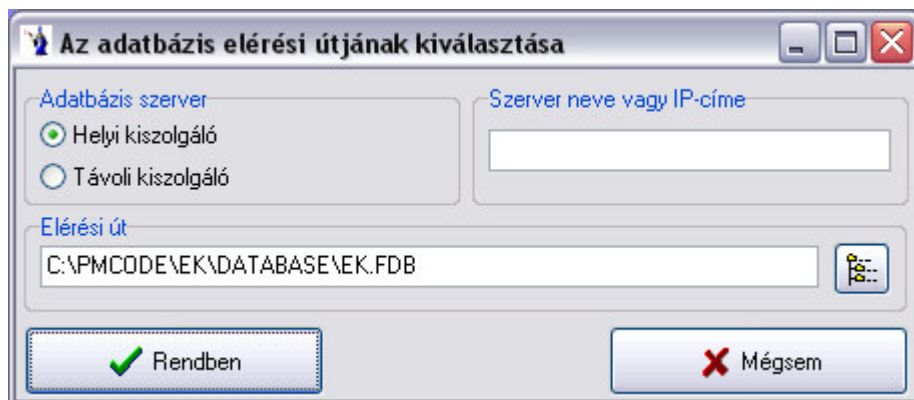 Az adatbázis elérési útjának kiválasztása
Adatbázis szerver
Helyi kiszolgáló
Távoli kiszolgáló
Szerver neve vagy IP-címe
Elérési út
C:\PMCODE\EK\DATABASE\EK.FDB
Rendben
Mégsem